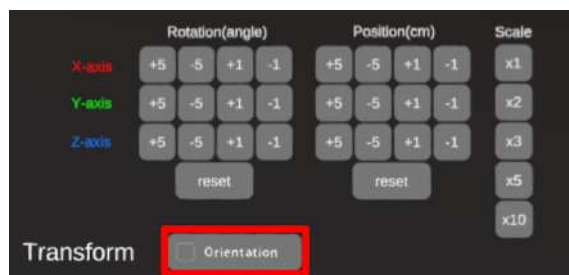 Rotation(angle) Position(cm) Scale
X-axis +5 -5 +1 -1 +5 -5 +1 -1 x1
Y-axis +5 -5 +1 -1 +5 -5 +1 -1 x2
Z-axis +5 -5 +1 -1 +5 -5 +1 -1 x3
reset reset x5
x10
Transform Orientation